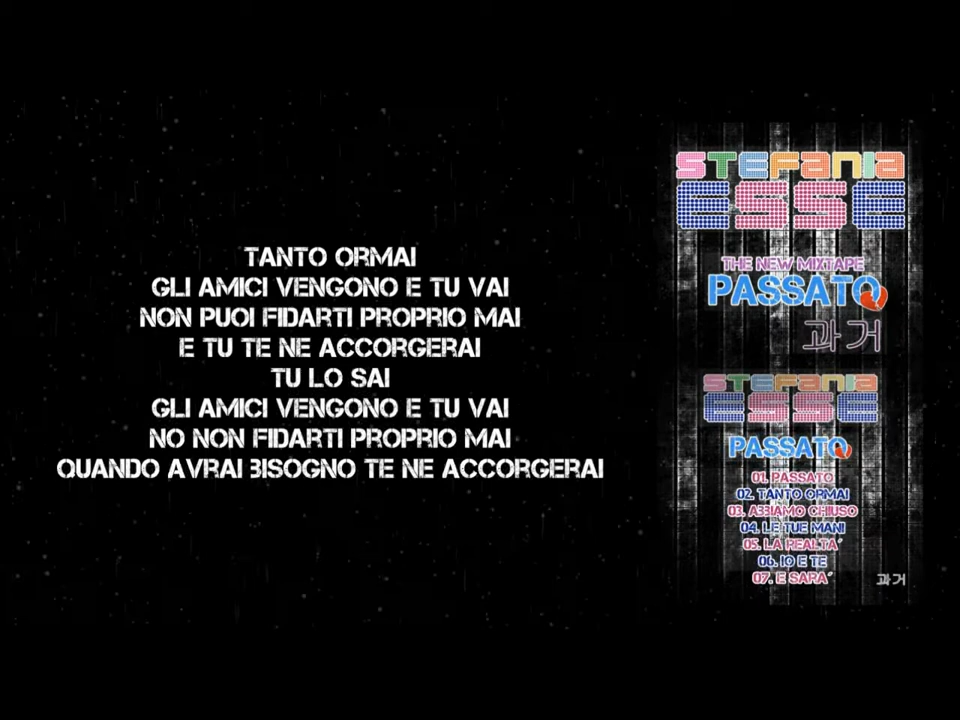 TANTO ORMAI
GLI AMICI VENGONO E TU VAI
NON PUOI FIDARTI PROPRIO MAI
E TU TE NE ACCORGERAI
TU LO SAI
GLI AMICI VENGONO E TU VAI
NO NON FIDARTI PROPRIO MAI
QUANDO AVRAI BISOGNO TE NE ACCORGERAI
STEFANIA
ESSE
THE NEW MIXTAPE
PASSATO
과거
STEFANIA
ESSE
PASSATO
01. PASSATO
02. TANTO ORMAI
03. ABBIAMO CHIUSO
04. LE TUE MANI
05. LA REALTA´
06. IO E TE
07. E SARA´
과거